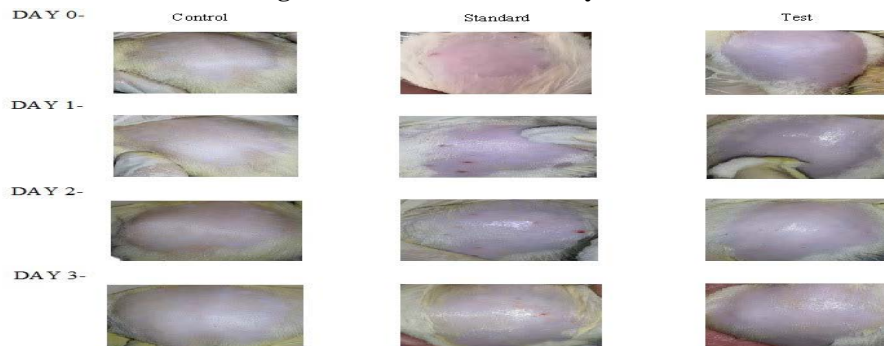 DAY 0-
Control Standard Test
DAY 1-
DAY 2-
DAY 3-